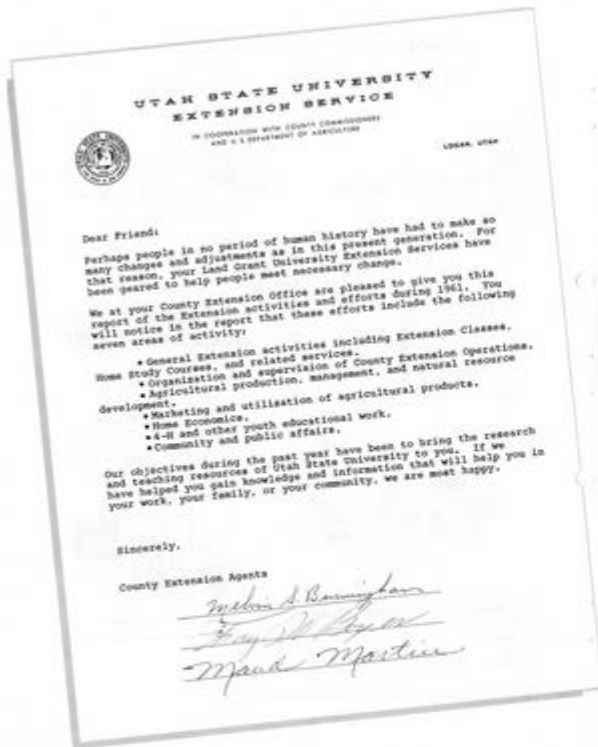 UTAH STATE UNIVERSITY
EXTENSION SERVICE
IN COOPERATION WITH COUNTY COMMISSIONERS
AND U.S. DEPARTMENT OF AGRICULTURE
LOGAN, UTAH
Dear Friend:
Perhaps people in no period of human history have had to make so
many changes and adjustments as in this present generation. For
that reason, your Land Grant University Extension Services have
been geared to help people meet necessary change.
We at your County Extension Office are pleased to give you this
report of the Extension activities and efforts during 1961. You
will notice in the report that these efforts include the following
seven areas of activity:
• General Extension activities including Extension Classes,
Home Study Courses, and related services.
• Organization and supervision of County Extension Operations.
• Agricultural production, management, and natural resource
development.
• Marketing and utilization of agricultural products.
• Home Economics.
• 4-H and other youth educational work.
• Community and public affairs.
Our objectives during the past year have been to bring the research
and teaching resources of Utah State University to you. If we
have helped you gain knowledge and information that will help you in
your work, your family, or your community, we are most happy.
Sincerely,
County Extension Agents
Melvin S. Burningham
Maud Martin